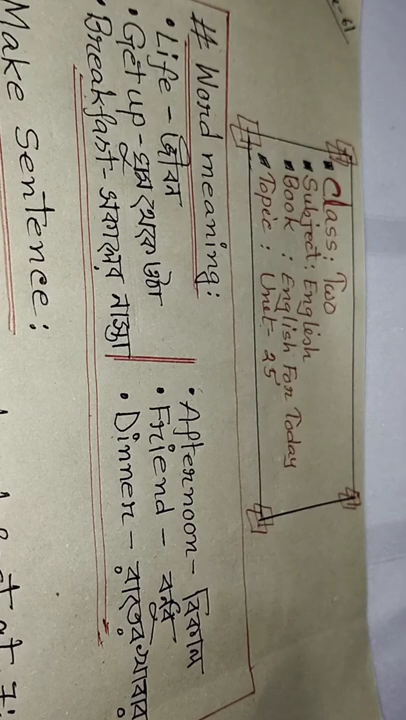 61
Class: Two
Subject: English
Book : English For Today
Topic : Unit- 25
# Word meaning:
• Life - জীবন
• Get up - ঘুম থেকে ওঠা
• Breakfast - সকালের নাস্তা
• Afternoon - বিকাল
• Friend - বন্ধু
• Dinner - রাতের খাবার
Make Sentence: